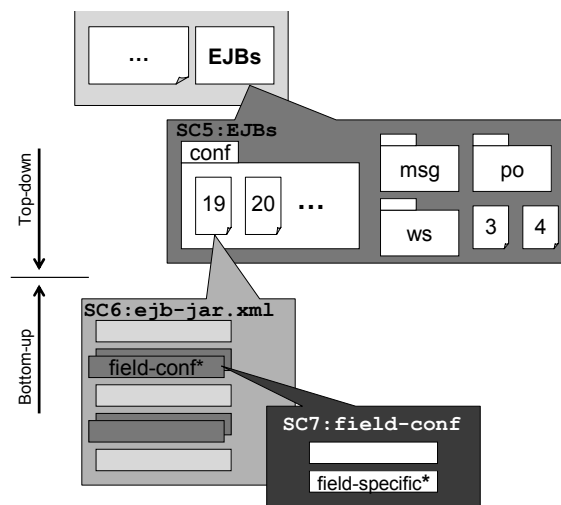 ...
EJBs
SC5:EJBs
conf
19
20
...
msg
po
ws
3
4
Top-down
Bottom-up
SC6:ejb-jar.xml
field-conf*
SC7:field-conf
field-specific*